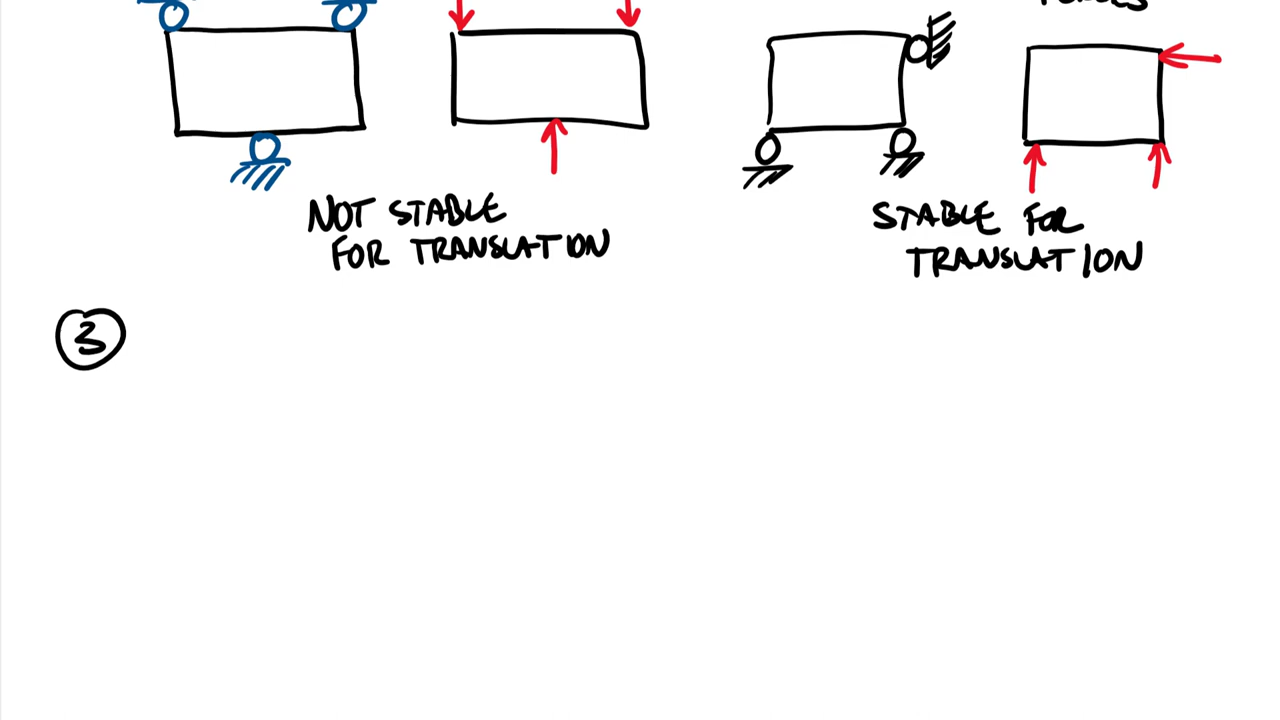 NOT STABLE
FOR TRANSLATION
STABLE FOR
TRANSLATION
3